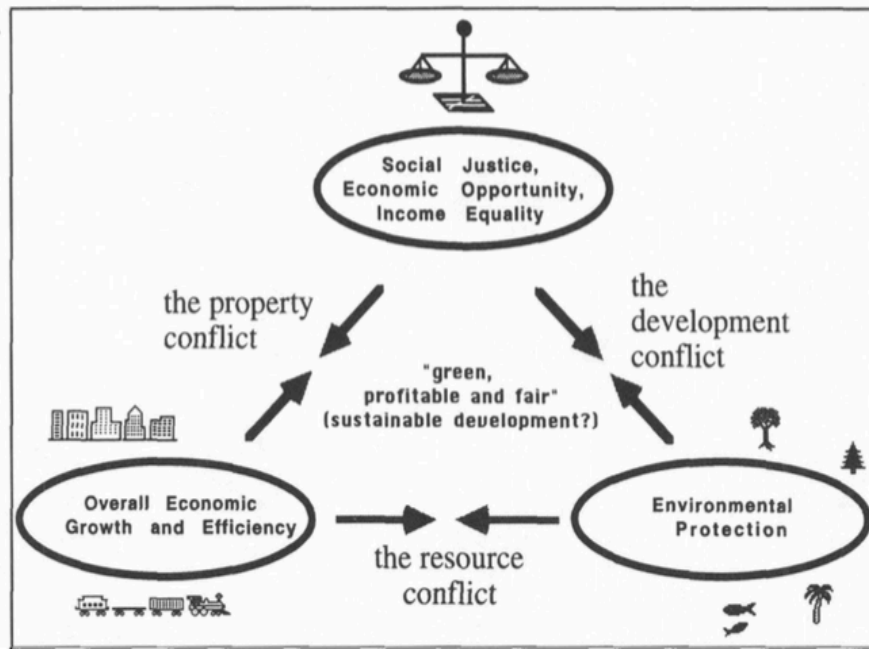 Social Justice,
Economic Opportunity,
Income Equality
the property
conflict
the
development
conflict
"green,
profitable and fair"
(sustainable development?)
Overall Economic
Growth and Efficiency
Environmental
Protection
the resource
conflict